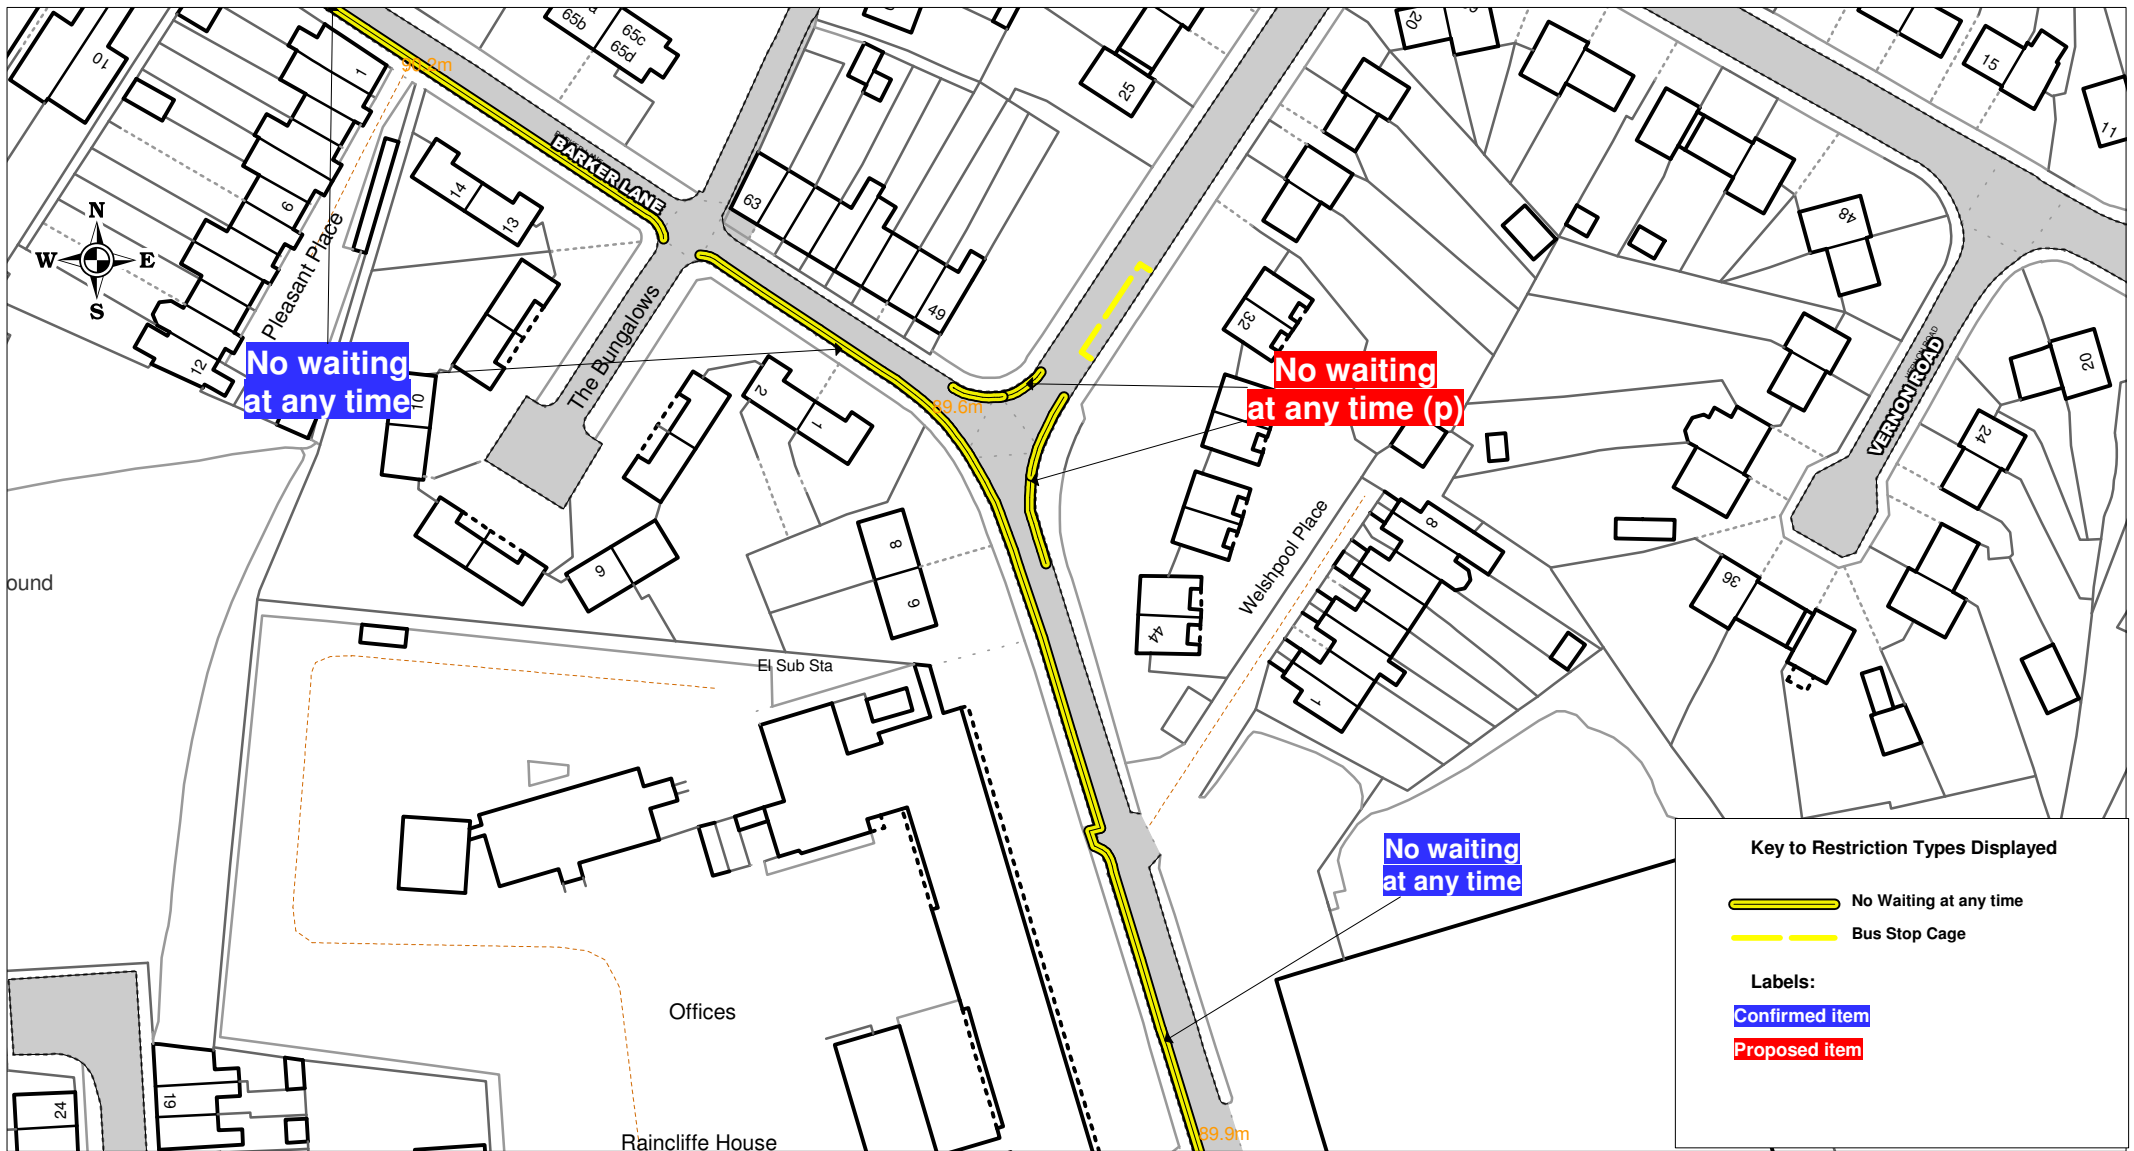 10
1
65b
65c
65d
20
15
11
25
96.2m
BARKER LANE
14
13
63
49
6
Pleasant Place
12
N
W
E
S
48
32
VERNON ROAD
20
24
The Bungalows
No waiting
at any time
10
2
1
89.6m
No waiting
at any time (p)
8
Welshpool Place
ound
8
9
6
44
36
1
El Sub Sta
No waiting
at any time
Key to Restriction Types Displayed
No Waiting at any time
Bus Stop Cage
Labels:
Confirmed item
Proposed item
Offices
24
19
Raincliffe House
89.9m